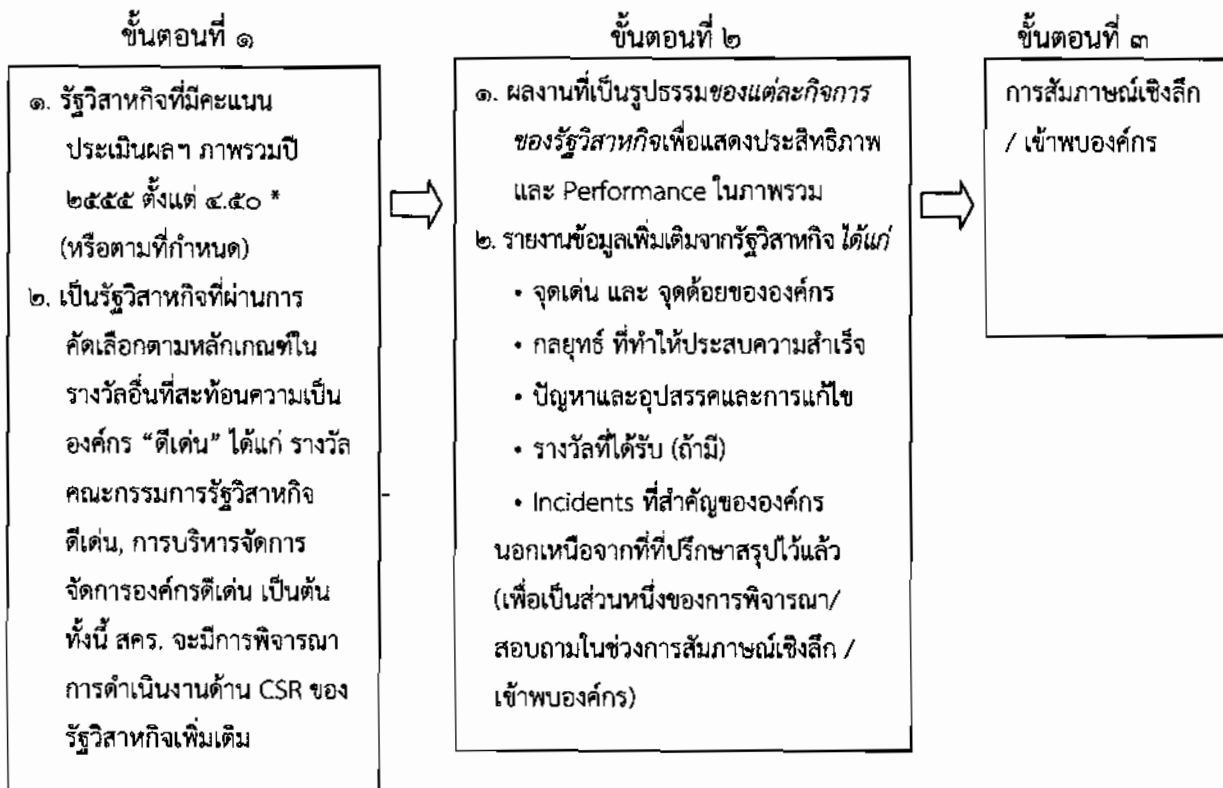 ขั้นตอนที่ ๑
๑. รัฐวิสาหกิจที่มีคะแนน
ประเมินผลฯ ภาพรวมปี
๒๕๕๕ ตั้งแต่ ๔.๕๐ *
(หรือตามที่กำหนด)
๒. เป็นรัฐวิสาหกิจที่ผ่านการ
คัดเลือกตามหลักเกณฑ์ใน
รางวัลอื่นที่สะท้อนความเป็น
องค์กร “ดีเด่น” ได้แก่ รางวัล
คณะกรรมการรัฐวิสาหกิจ
ดีเด่น, การบริหารจัดการ
จัดการองค์กรดีเด่น เป็นต้น
ทั้งนี้ สคร. จะมีการพิจารณา
การดำเนินงานด้าน CSR ของ
รัฐวิสาหกิจเพิ่มเติม
ขั้นตอนที่ ๒
๑. ผลงานที่เป็นรูปธรรมของแต่ละกิจการ
ของรัฐวิสาหกิจเพื่อแสดงประสิทธิภาพ
และ Performance ในภาพรวม
๒. รายงานข้อมูลเพิ่มเติมจากรัฐวิสาหกิจ ได้แก่
• จุดเด่น และ จุดด้อยขององค์กร
• กลยุทธ์ ที่ทำให้ประสบความสำเร็จ
• ปัญหาและอุปสรรคและการแก้ไข
• รางวัลที่ได้รับ (ถ้ามี)
• Incidents ที่สำคัญขององค์กร
นอกเหนือจากที่ที่ปรึกษาสรุปไว้แล้ว
(เพื่อเป็นส่วนหนึ่งของการพิจารณา/
สอบถามในช่วงการสัมภาษณ์เชิงลึก /
เข้าพบองค์กร)
ขั้นตอนที่ ๓
การสัมภาษณ์เชิงลึก
/ เข้าพบองค์กร